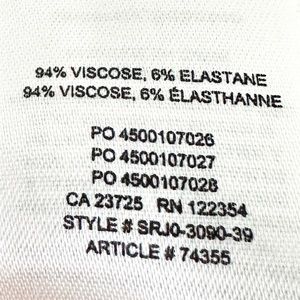 94% VISCOSE, 6% ELASTANE
94% VISCOSE, 6% ÉLASTHANNE
PO 4500107026
PO 4500107027
PO 4500107028
CA 23725 RN 122354
STYLE # SRJ0-3090-39
ARTICLE # 74355